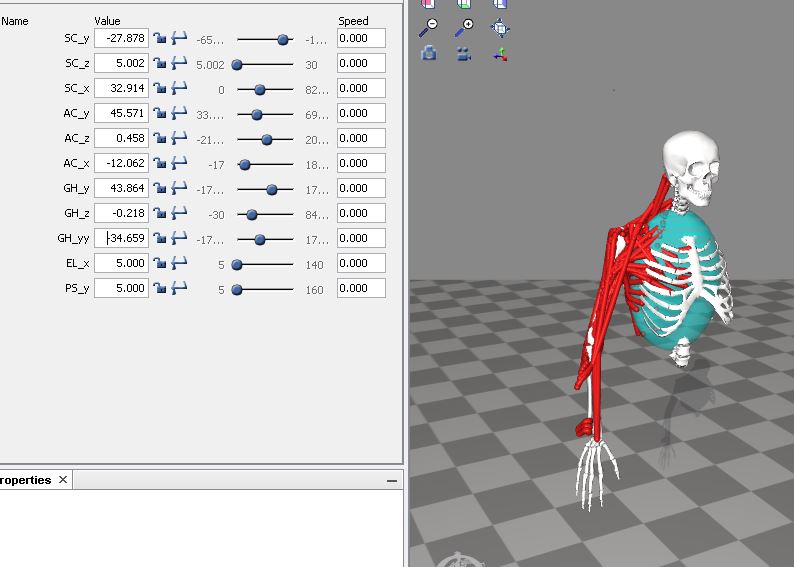 Name Value Speed
SC_y -27.878 -65... -1... 0.000
SC_z 5.002 5.002 30 0.000
SC_x 32.914 0 82... 0.000
AC_y 45.571 33.... 69... 0.000
AC_z 0.458 -21... 20... 0.000
AC_x -12.062 -17 18... 0.000
GH_y 43.864 -17... 17... 0.000
GH_z -0.218 -30 84... 0.000
GH_yy -34.659 -17... 17... 0.000
EL_x 5.000 5 140 0.000
PS_y 5.000 5 160 0.000
roperties